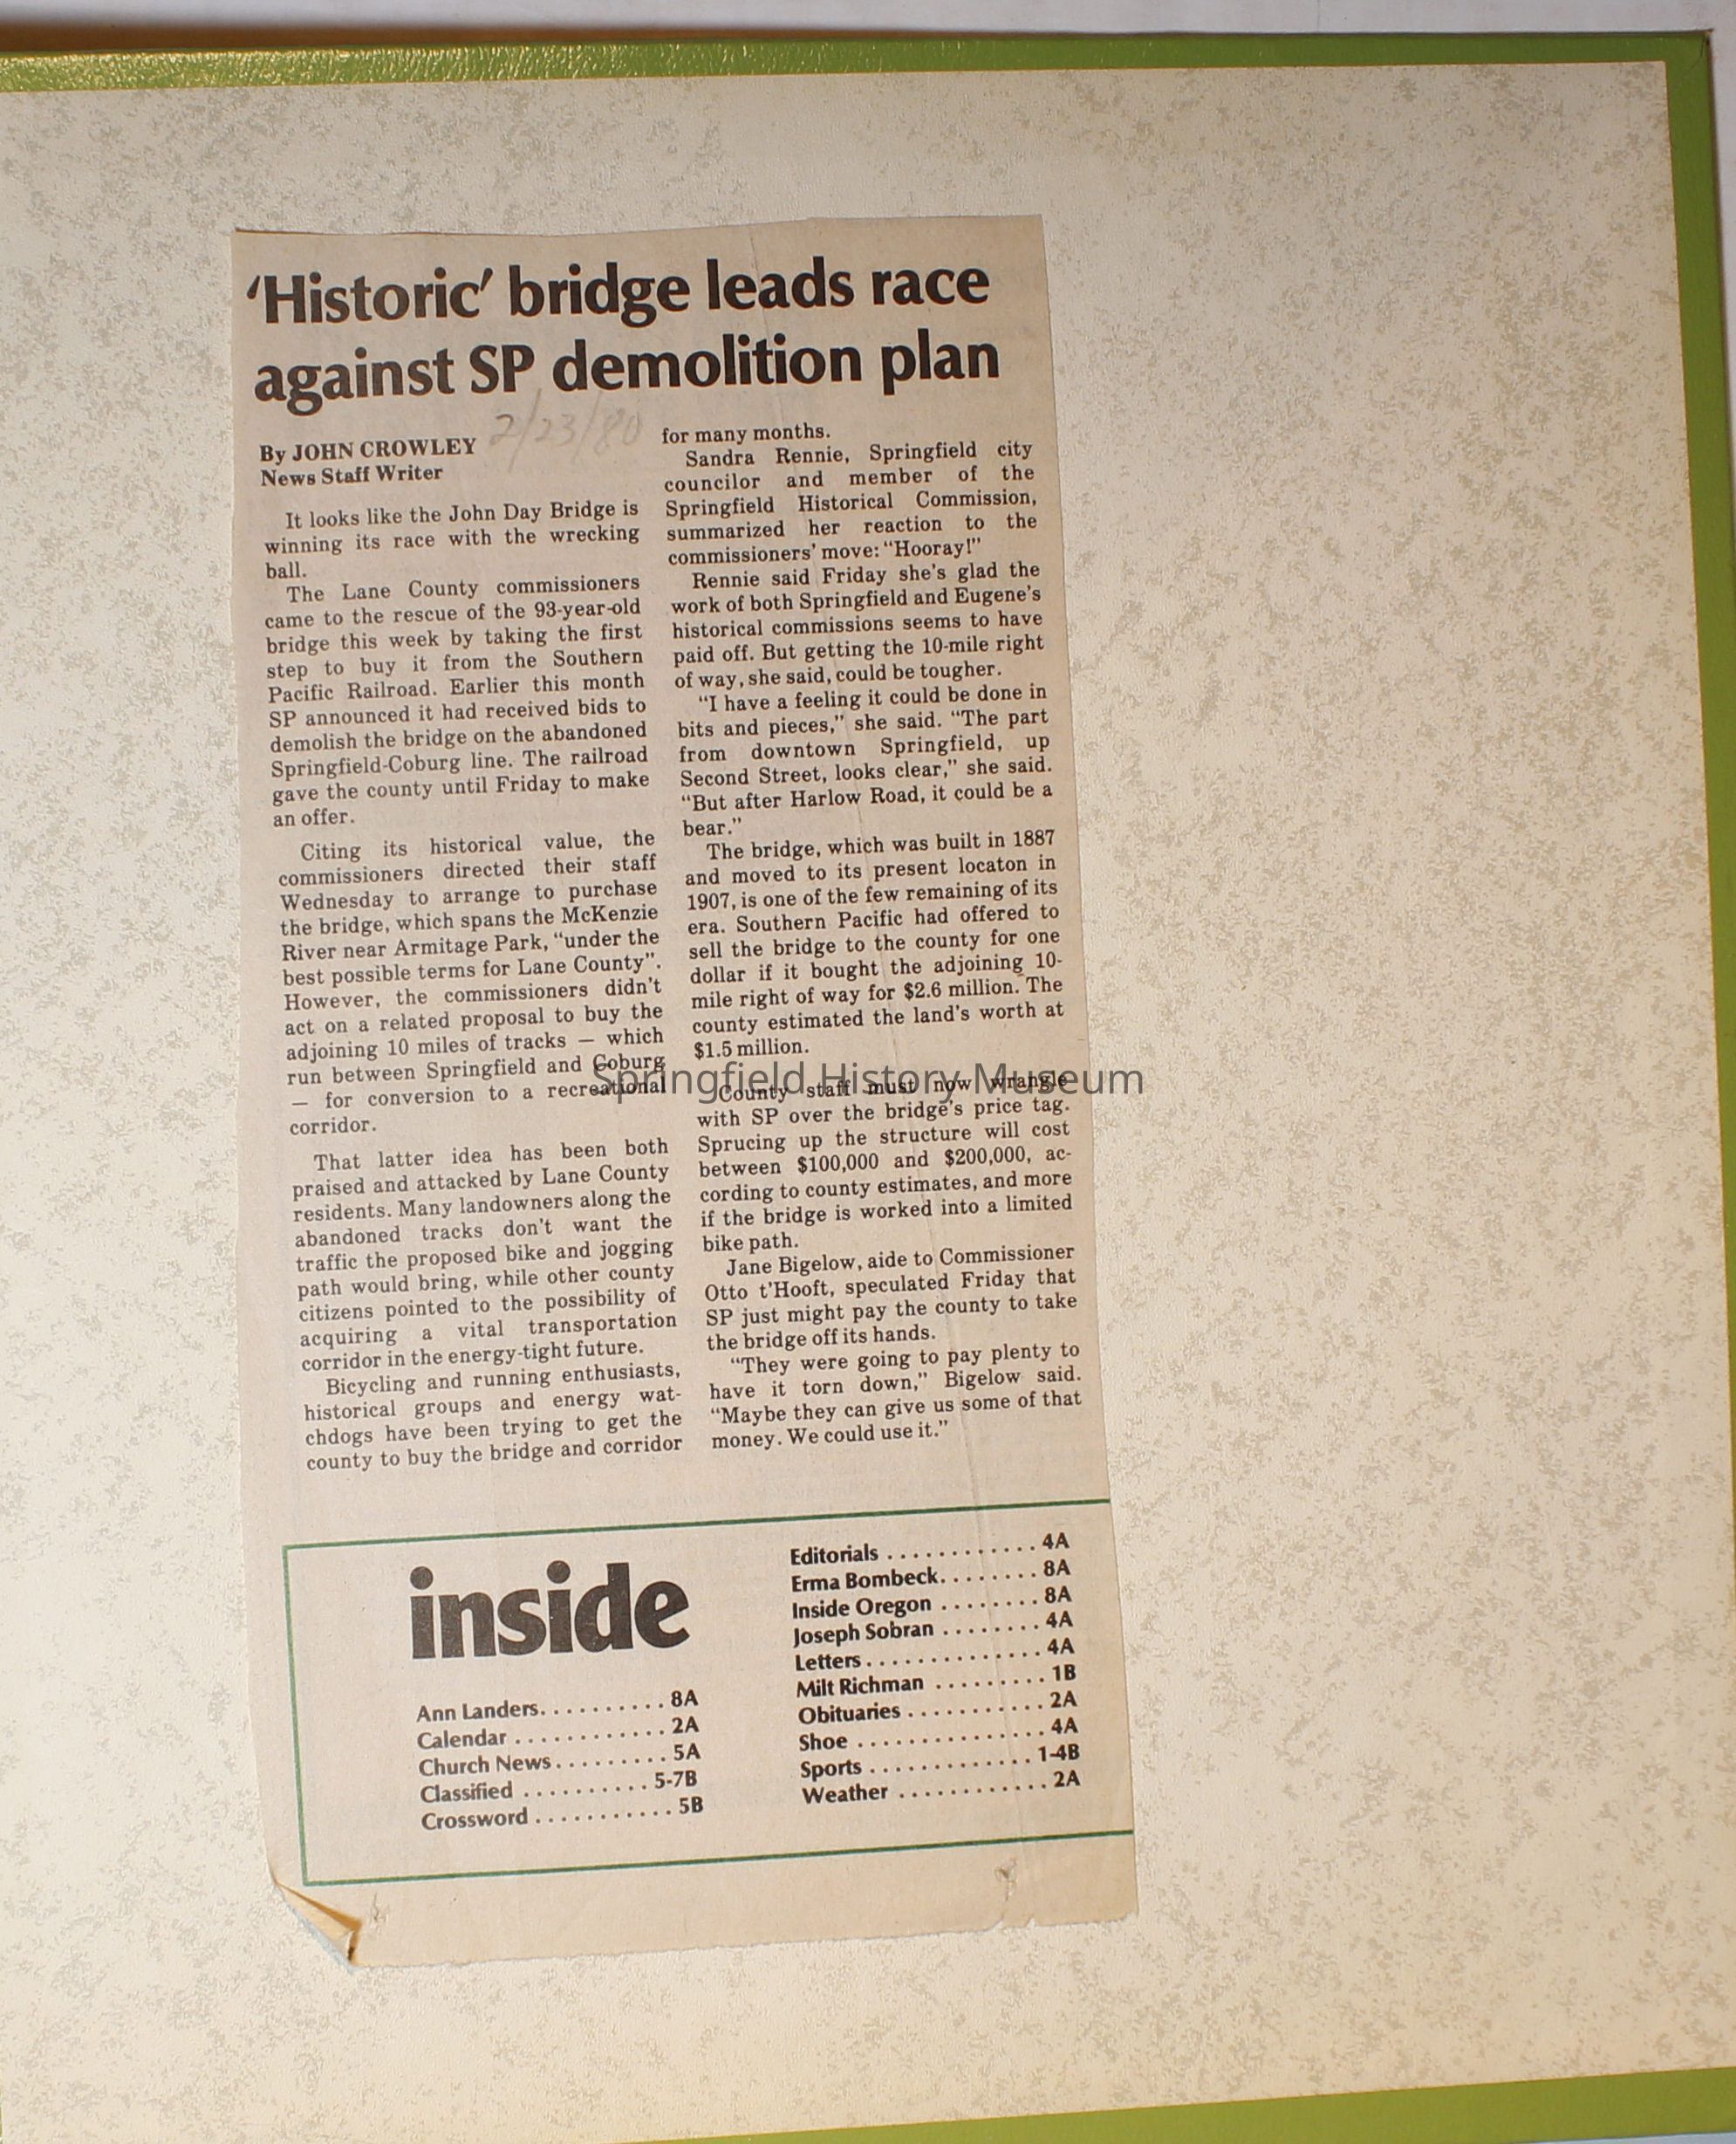 'Historic' bridge leads race
against SP demolition plan
2/23/80
By JOHN CROWLEY
News Staff Writer
It looks like the John Day Bridge is
winning its race with the wrecking
ball.
The Lane County commissioners
came to the rescue of the 93-year-old
bridge this week by taking the first
step to buy it from the Southern
Pacific Railroad. Earlier this month
SP announced it had received bids to
demolish the bridge on the abandoned
Springfield-Coburg line. The railroad
gave the county until Friday to make
an offer.
Citing its historical value, the
commissioners directed their staff
Wednesday to arrange to purchase
the bridge, which spans the McKenzie
River near Armitage Park, "under the
best possible terms for Lane County".
However, the commissioners didn't
act on a related proposal to buy the
adjoining 10 miles of tracks — which
run between Springfield and Coburg
— for conversion to a recreational
corridor.
That latter idea has been both
praised and attacked by Lane County
residents. Many landowners along the
abandoned tracks don't want the
traffic the proposed bike and jogging
path would bring, while other county
citizens pointed to the possibility of
acquiring a vital transportation
corridor in the energy-tight future.
Bicycling and running enthusiasts,
historical groups and energy wat-
chdogs have been trying to get the
county to buy the bridge and corridor
for many months.
Sandra Rennie, Springfield city
councilor and member of the
Springfield Historical Commission,
summarized her reaction to the
commissioners' move: "Hooray!"
Rennie said Friday she's glad the
work of both Springfield and Eugene's
historical commissions seems to have
paid off. But getting the 10-mile right
of way, she said, could be tougher.
"I have a feeling it could be done in
bits and pieces," she said. "The part
from downtown Springfield, up
Second Street, looks clear," she said.
"But after Harlow Road, it could be a
bear."
The bridge, which was built in 1887
and moved to its present locaton in
1907, is one of the few remaining of its
era. Southern Pacific had offered to
sell the bridge to the county for one
dollar if it bought the adjoining 10-
mile right of way for $2.6 million. The
county estimated the land's worth at
$1.5 million.
County staff must now wrangle
with SP over the bridge's price tag.
Sprucing up the structure will cost
between $100,000 and $200,000, ac-
cording to county estimates, and more
if the bridge is worked into a limited
bike path.
Jane Bigelow, aide to Commissioner
Otto t'Hooft, speculated Friday that
SP just might pay the county to take
the bridge off its hands.
"They were going to pay plenty to
have it torn down," Bigelow said.
"Maybe they can give us some of that
money. We could use it."
Springfield History Museum
inside
Ann Landers. . . . . . . . . . 8A
Calendar . . . . . . . . . . . . 2A
Church News . . . . . . . . . 5A
Classified . . . . . . . . . . 5-7B
Crossword . . . . . . . . . . . 5B
Editorials . . . . . . . . . . . . 4A
Erma Bombeck. . . . . . . . 8A
Inside Oregon . . . . . . . . 8A
Joseph Sobran . . . . . . . . 4A
Letters . . . . . . . . . . . . . . 4A
Milt Richman . . . . . . . . . 1B
Obituaries . . . . . . . . . . . 2A
Shoe . . . . . . . . . . . . . . . 4A
Sports . . . . . . . . . . . . . 1-4B
Weather . . . . . . . . . . . . 2A